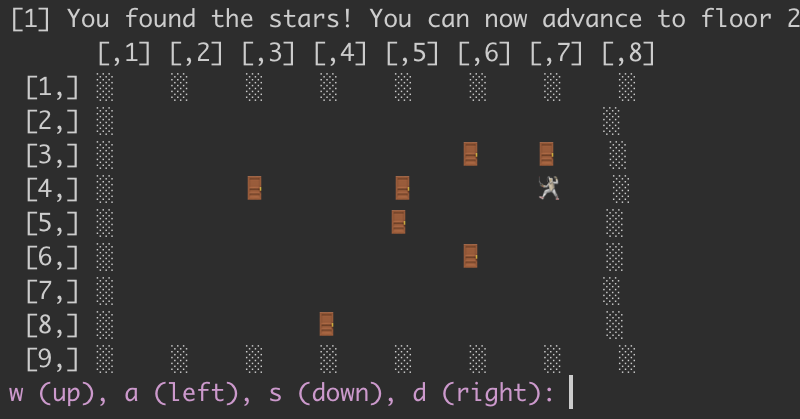 [1] You found the stars! You can now advance to floor 2
[,1] [,2] [,3] [,4] [,5] [,6] [,7] [,8]
[1,] ░ ░ ░ ░ ░ ░ ░ ░
[2,] ░ ░
[3,] ░ 🚪 🚪 ░
[4,] ░ 🚪 🚪 ░
[5,] ░ 🚪 ░
[6,] ░ 🚪 ░
[7,] ░ ░
[8,] ░ 🚪 ░
[9,] ░ ░ ░ ░ ░ ░ ░ ░
w (up), a (left), s (down), d (right):